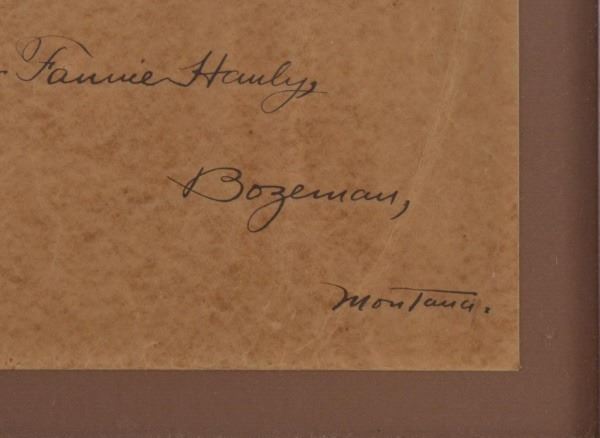 Fannie Hanly,
Bozeman,
Montana.